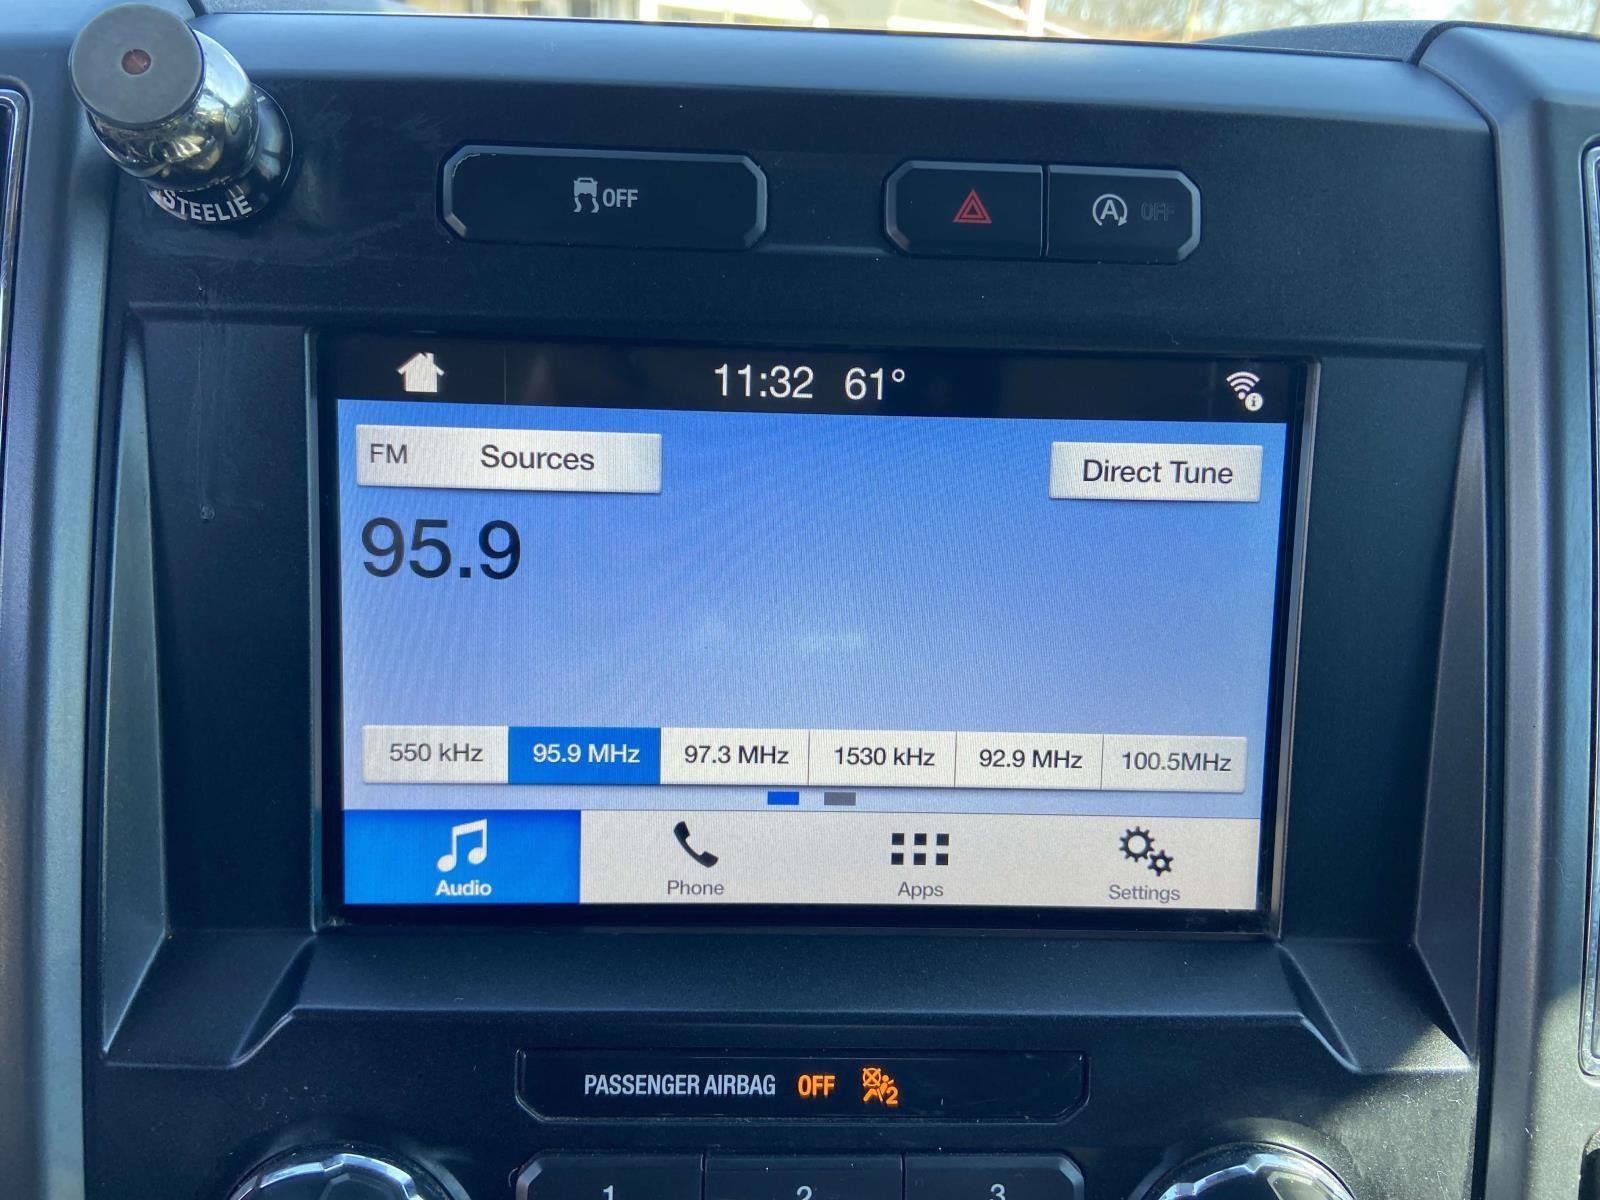 STEELIE
OFF
A OFF
11:32 61°
FM Sources
Direct Tune
95.9
550 kHz 95.9 MHz 97.3 MHz 1530 kHz 92.9 MHz 100.5MHz
Audio Phone Apps Settings
PASSENGER AIRBAG OFF 2
1 2 3